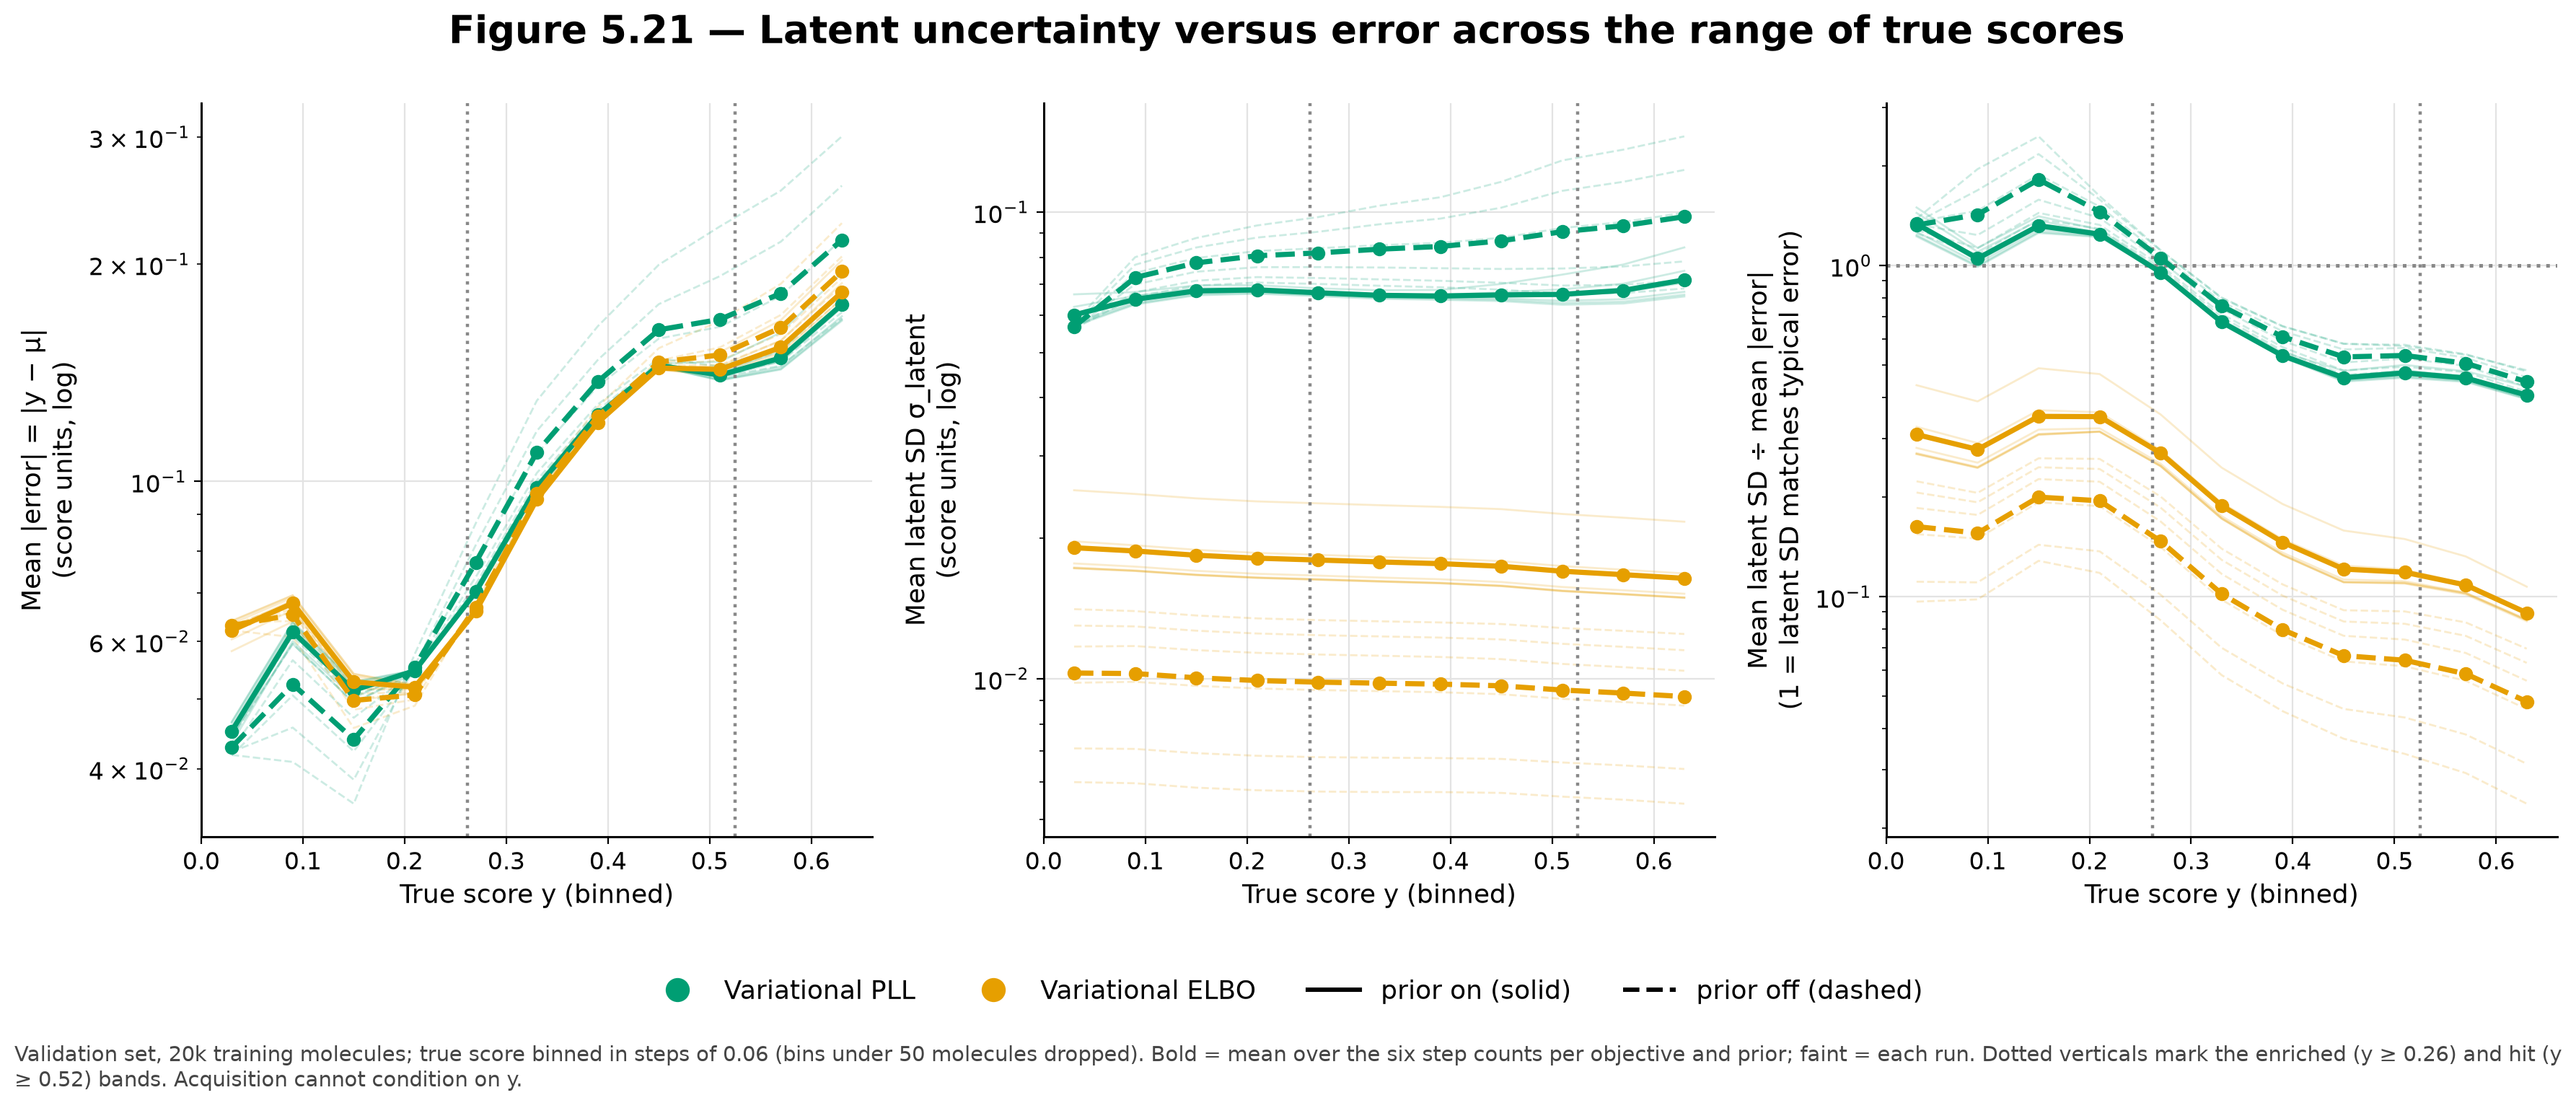 Figure 5.21 — Latent uncertainty versus error across the range of true scores
Mean |error| = |y − μ|
(score units, log)
3 × 10⁻¹
2 × 10⁻¹
10⁻¹
6 × 10⁻²
4 × 10⁻²
0.0 0.1 0.2 0.3 0.4 0.5 0.6
True score y (binned)
Mean latent SD σ_latent
(score units, log)
10⁻¹
10⁻²
0.0 0.1 0.2 0.3 0.4 0.5 0.6
True score y (binned)
Mean latent SD ÷ mean |error|
(1 = latent SD matches typical error)
10⁰
10⁻¹
0.0 0.1 0.2 0.3 0.4 0.5 0.6
True score y (binned)
Variational PLL
Variational ELBO
prior on (solid)
prior off (dashed)
Validation set, 20k training molecules; true score binned in steps of 0.06 (bins under 50 molecules dropped). Bold = mean over the six step counts per objective and prior; faint = each run. Dotted verticals mark the enriched (y ≥ 0.26) and hit (y
≥ 0.52) bands. Acquisition cannot condition on y.